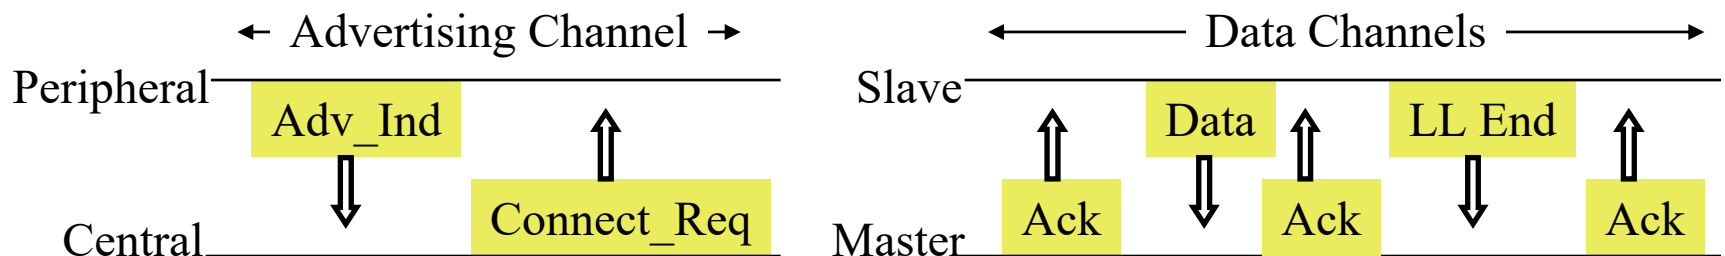 Advertising Channel
Peripheral
Adv_Ind
Connect_Req
Central
Data Channels
Slave
Data
LL End
Ack
Ack
Ack
Master